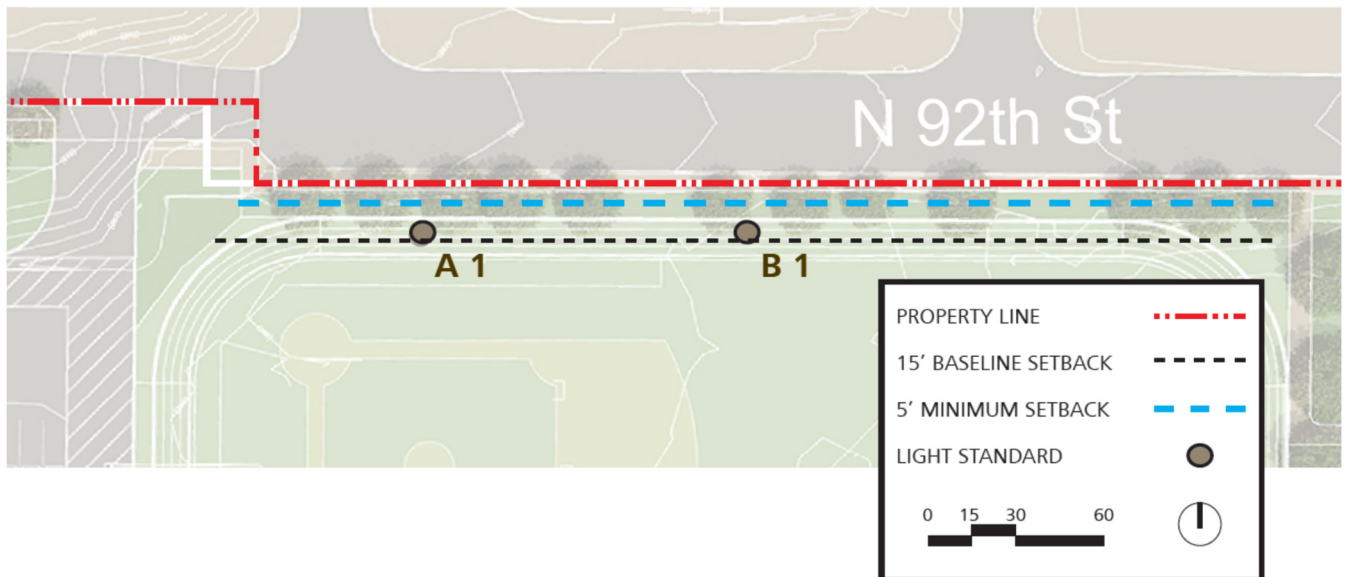 N 92th St
A 1
B 1
PROPERTY LINE
15’ BASELINE SETBACK
5’ MINIMUM SETBACK
LIGHT STANDARD
0 15 30 60